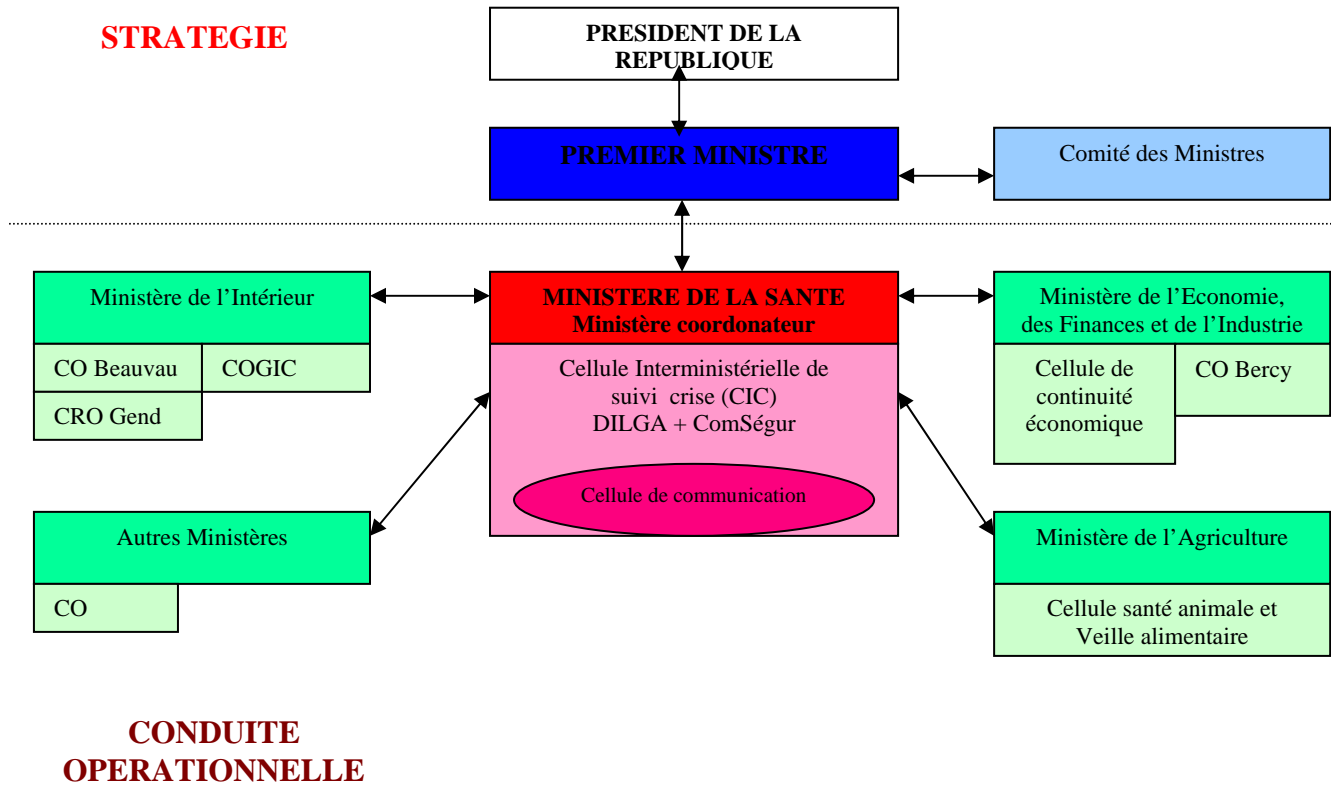 STRATEGIE
PRESIDENT DE LA
REPUBLIQUE
PREMIER MINISTRE
Comité des Ministres
Ministère de l’Intérieur
CO Beauvau
COGIC
CRO Gend
MINISTERE DE LA SANTE
Ministère coordonateur
Cellule Interministérielle de
suivi crise (CIC)
DILGA + ComSégur
Cellule de communication
Ministère de l’Economie,
des Finances et de l’Industrie
Cellule de
continuité
économique
CO Bercy
Autres Ministères
CO
Ministère de l’Agriculture
Cellule santé animale et
Veille alimentaire
CONDUITE
OPERATIONNELLE